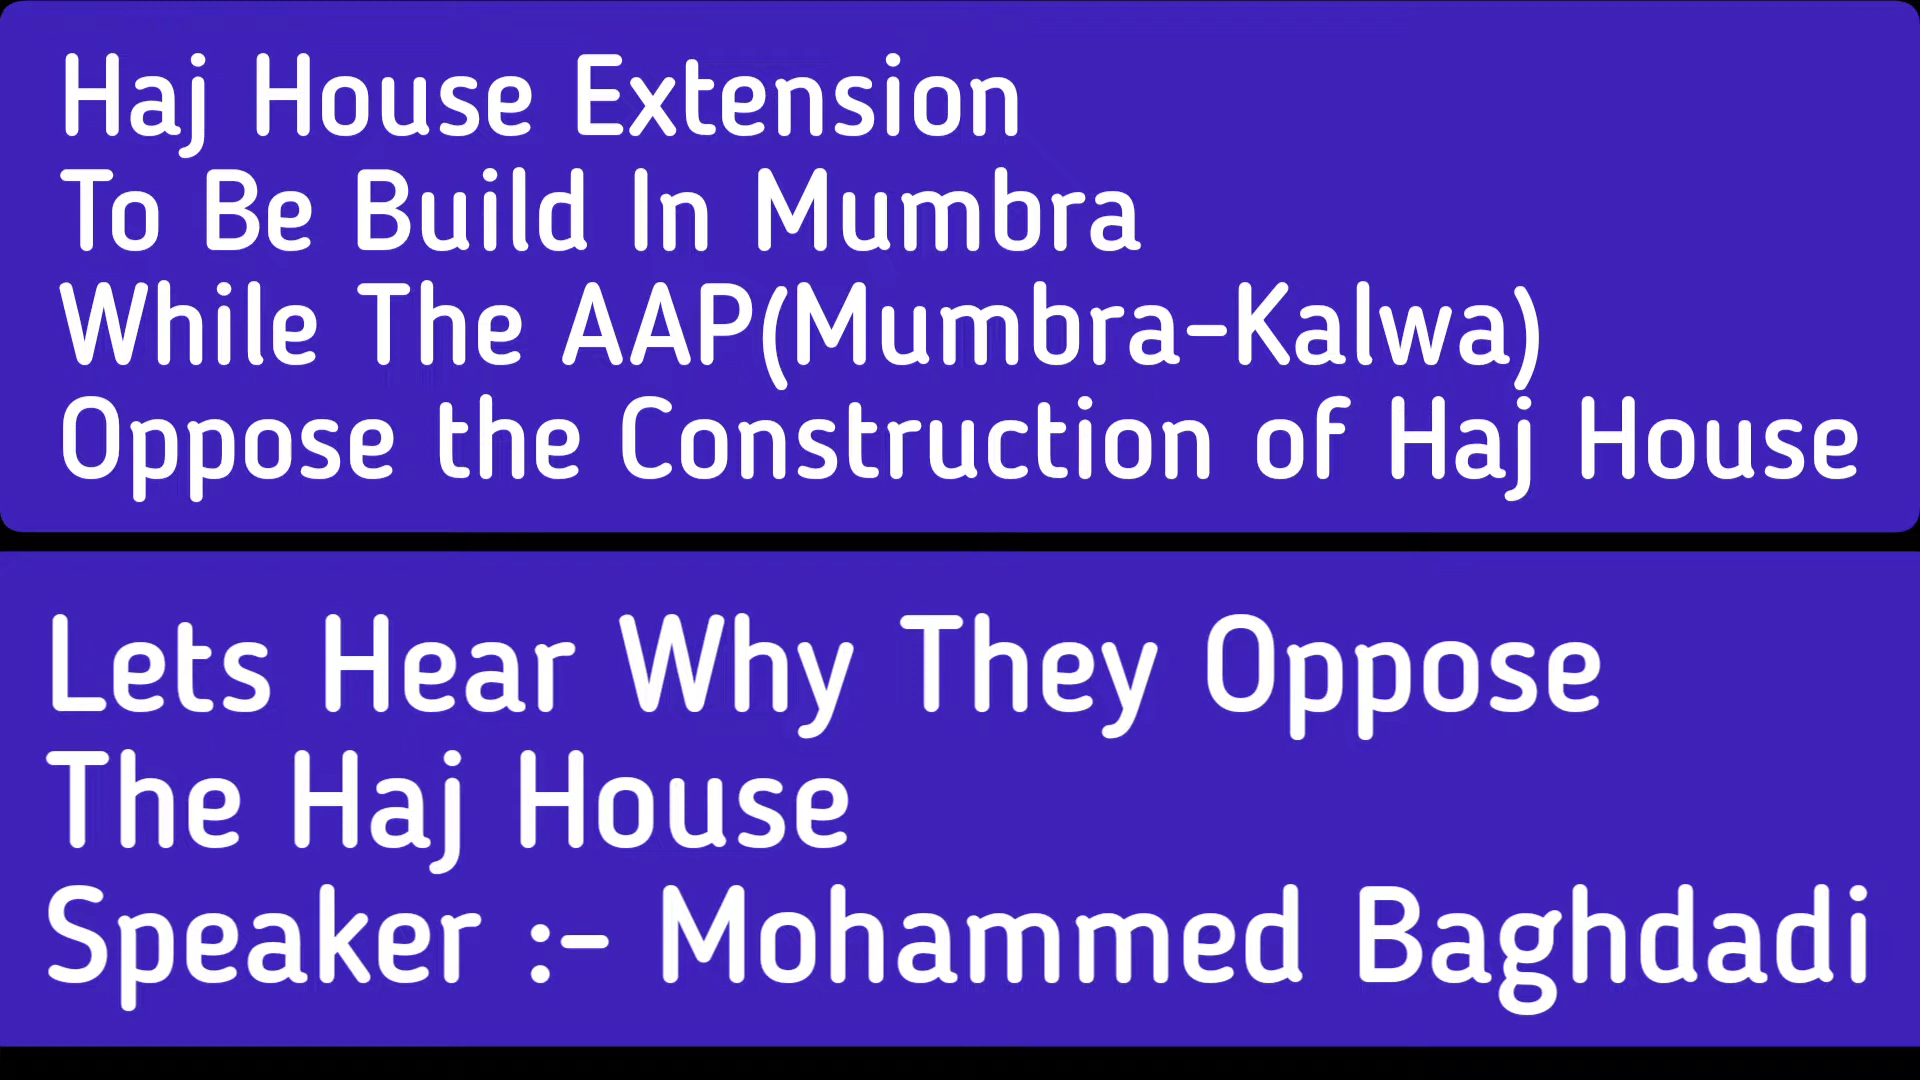 Haj House Extension
To Be Build In Mumbra
While The AAP(Mumbra-Kalwa)
Oppose the Construction of Haj House
Lets Hear Why They Oppose
The Haj House
Speaker :- Mohammed Baghdadi